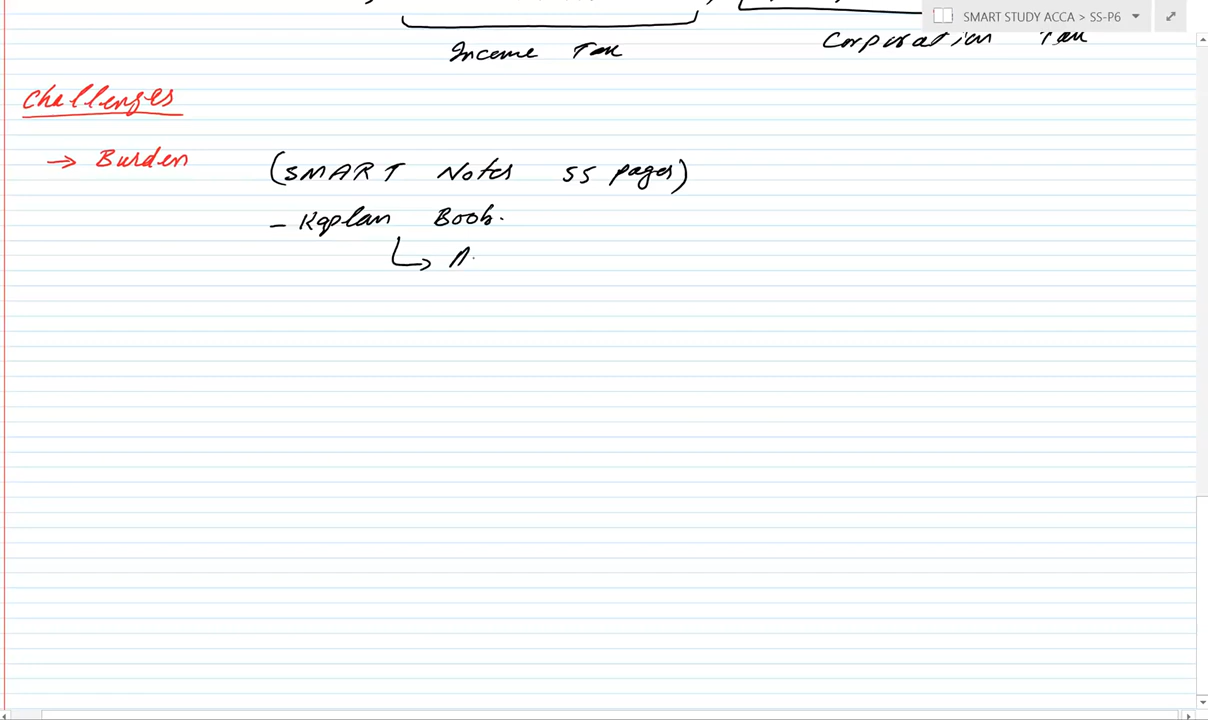 SMART STUDY ACCA > SS-P6
Income Tax
Corporation Tax
Challenges
→ Burden (SMART Notes 55 pages)
- Kaplan Book.